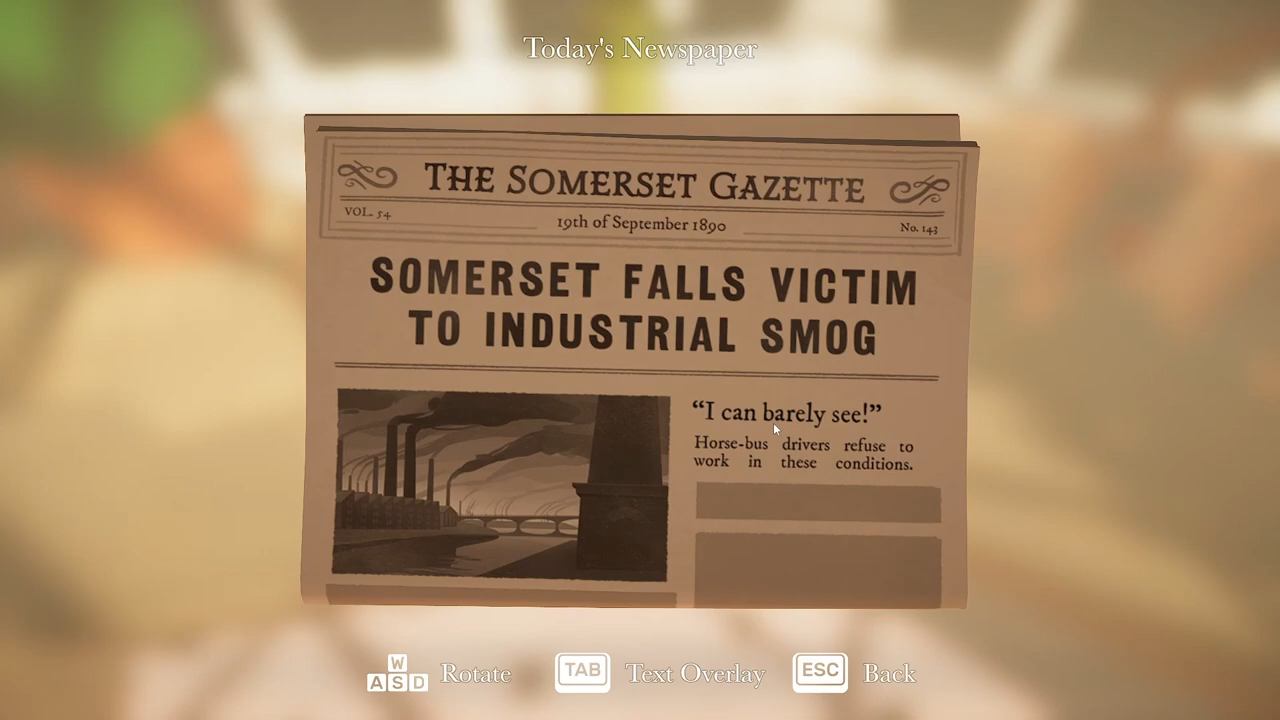 Today's Newspaper
THE SOMERSET GAZETTE
VOL. 54
19th of September 1890
No. 143
SOMERSET FALLS VICTIM
TO INDUSTRIAL SMOG
“I can barely see!”
Horse-bus drivers refuse to
work in these conditions.
W
A S D Rotate TAB Text Overlay ESC Back